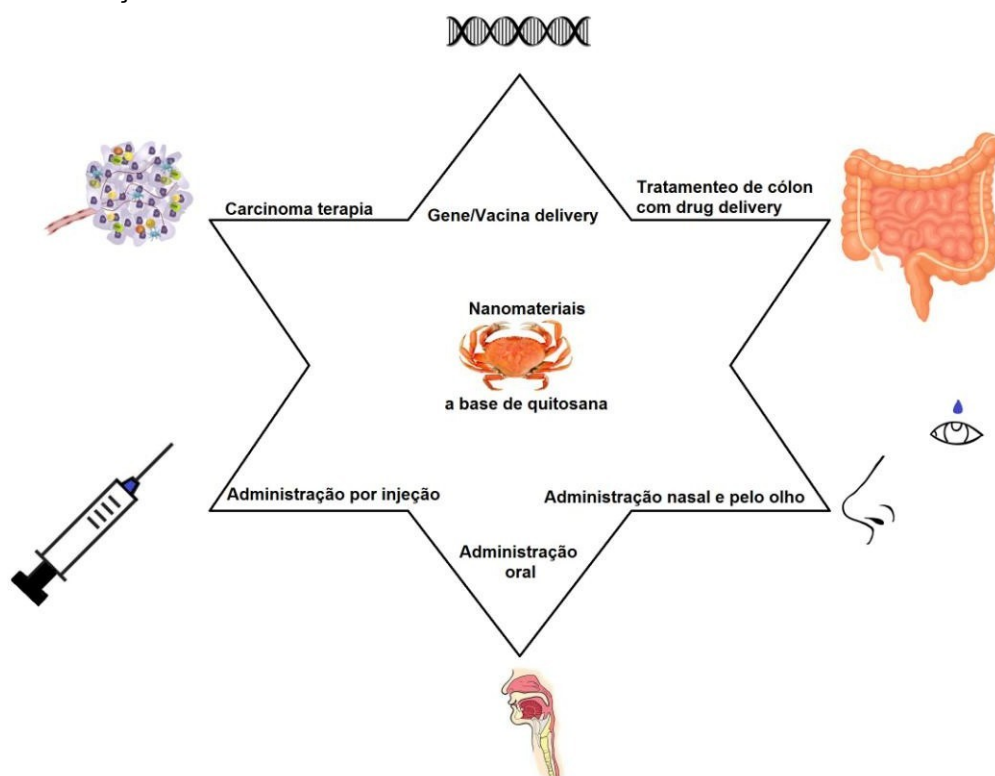 Tratamenteo de cólon
com drug delivery
Carcinoma terapia
Gene/Vacina delivery
Nanomateriais
a base de quitosana
Administração por injeção
Administração nasal e pelo olho
Administração
oral